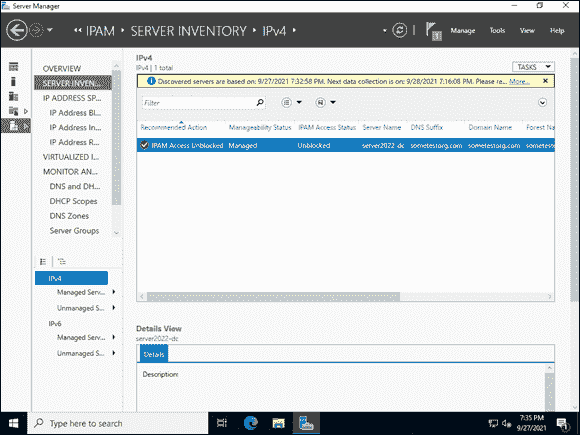 Server Manager
IPAM SERVER INVENTORY IPv4
Manage Tools View Help
OVERVIEW
SERVER INVEN...
IP ADDRESS SP...
IP Address Bl...
IP Address In...
IP Address R...
VIRTUALIZED I...
MONITOR AN...
DNS and DH...
DHCP Scopes
DNS Zones
Server Groups
IPv4
Managed Serv...
Unmanaged S...
IPv6
Managed Serv...
Unmanaged S...
IPv4
IPv4 | 1 total
TASKS
Discovered servers are based on: 9/27/2021 7:32:58 PM. Next data collection is on: 9/28/2021 7:16:08 PM. Please re... More...
Filter
Recommended Action Manageability Status IPAM Access Status Server Name DNS Suffix Domain Name Forest Na
IPAM Access Unblocked Managed Unblocked server2022-dc sometestorg.com sometestorg.com sometest
Details View
server2022-dc
Details
Description:
Type here to search
7:35 PM
9/27/2021